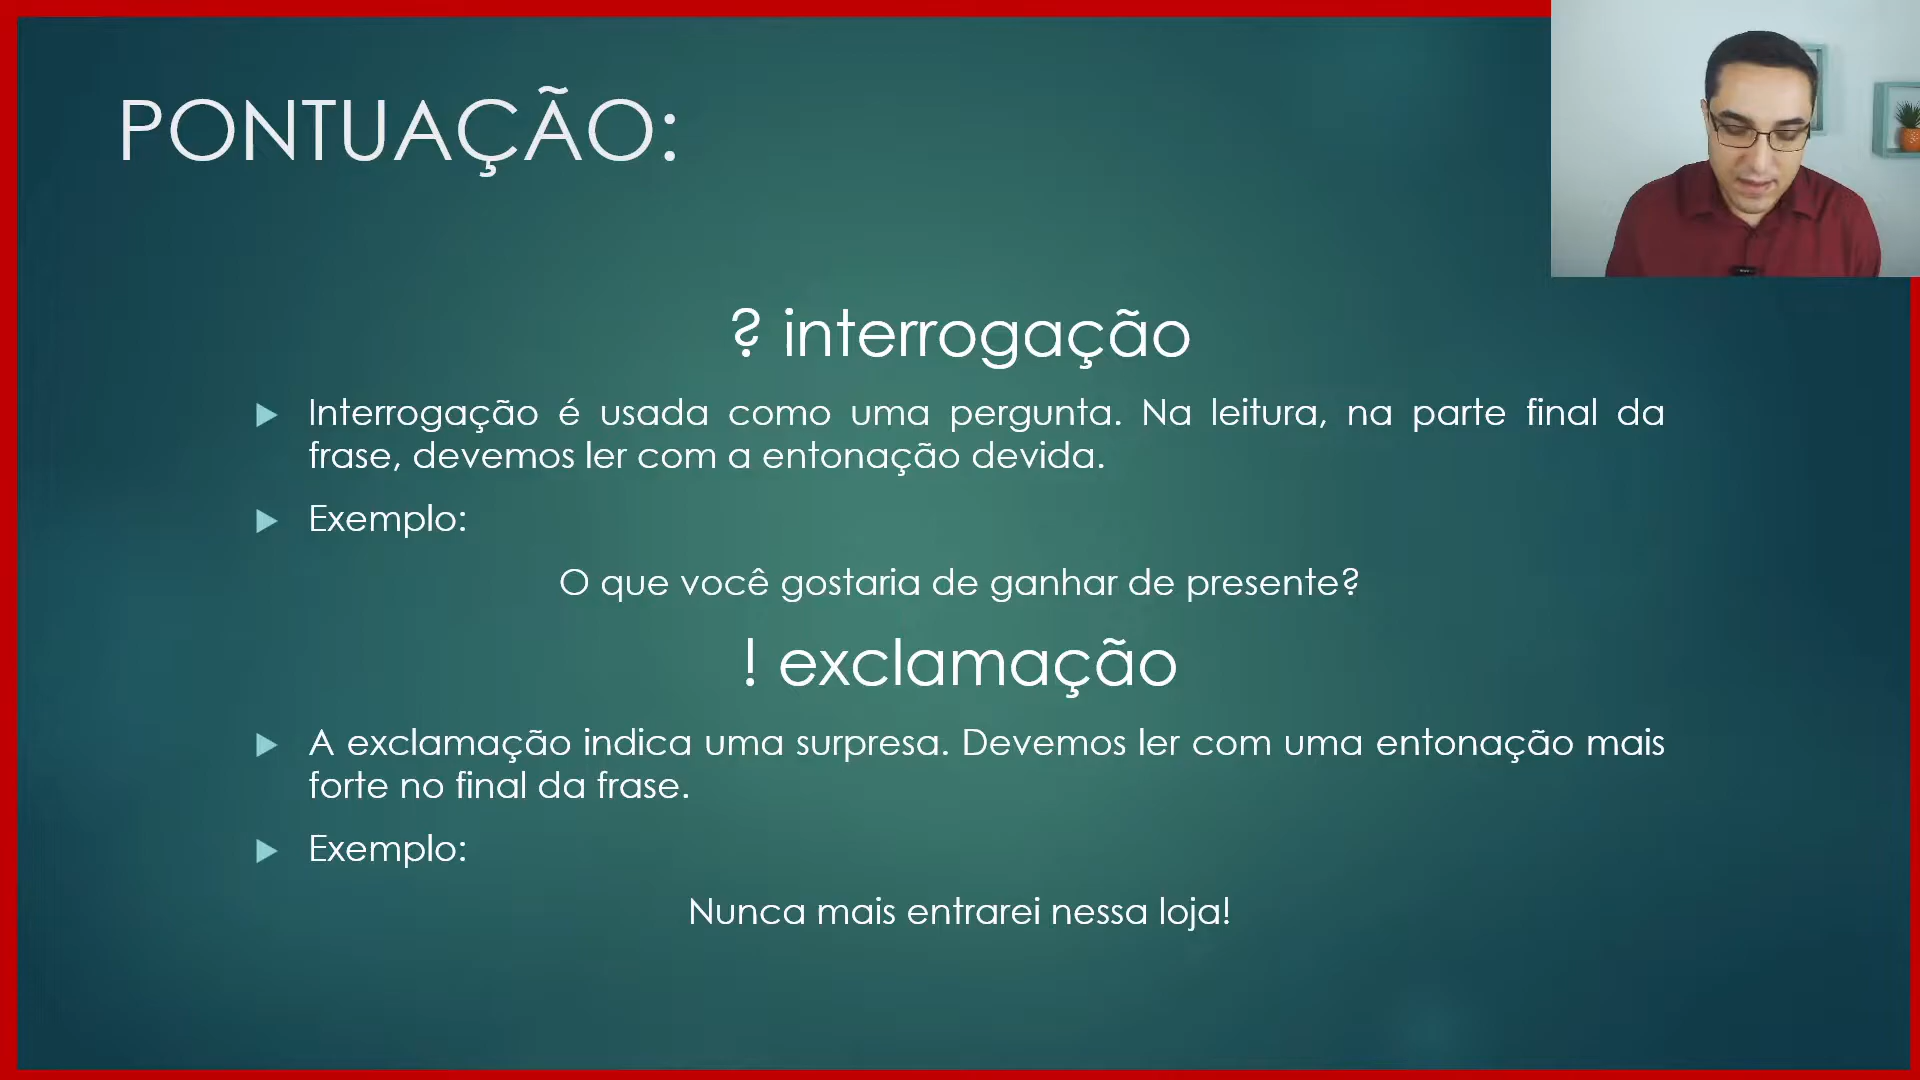 PONTUAÇÃO:
? interrogação
Interrogação é usada como uma pergunta. Na leitura, na parte final da
frase, devemos ler com a entonação devida.
Exemplo:
O que você gostaria de ganhar de presente?
! exclamação
A exclamação indica uma surpresa. Devemos ler com uma entonação mais
forte no final da frase.
Exemplo:
Nunca mais entrarei nessa loja!